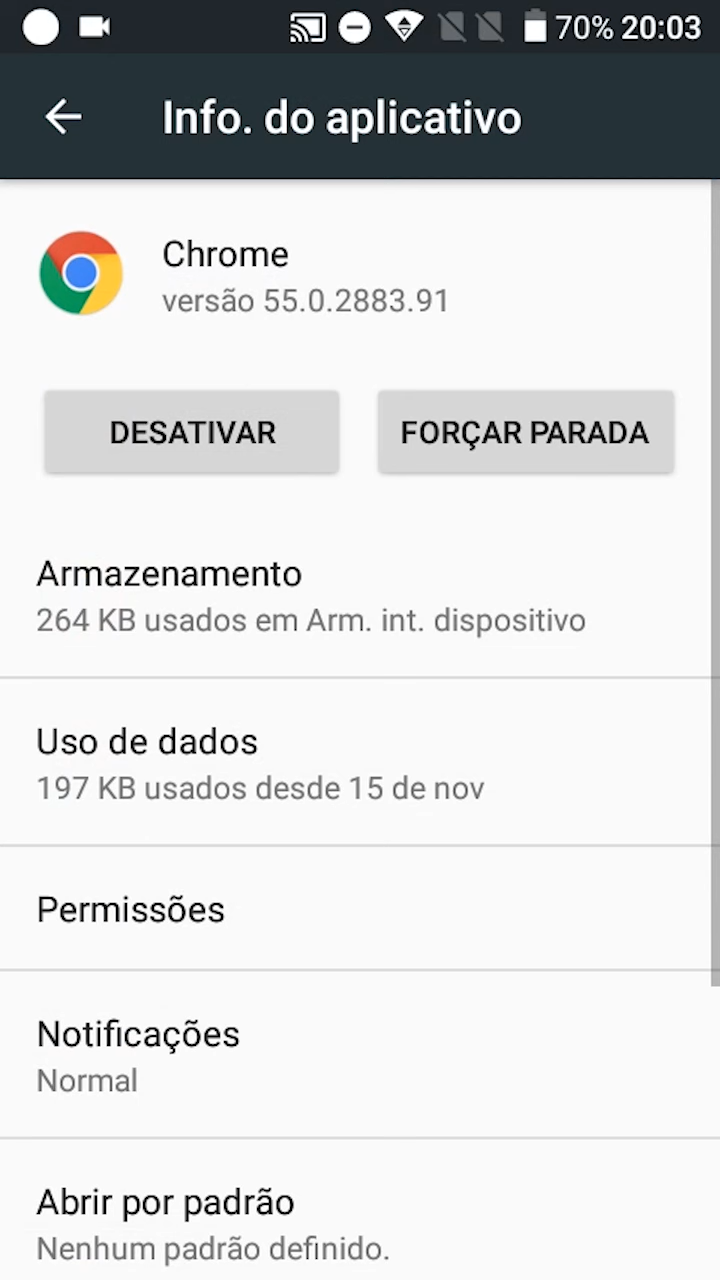 70% 20:03
Info. do aplicativo
Chrome
versão 55.0.2883.91
DESATIVAR
FORÇAR PARADA
Armazenamento
264 KB usados em Arm. int. dispositivo
Uso de dados
197 KB usados desde 15 de nov
Permissões
Notificações
Normal
Abrir por padrão
Nenhum padrão definido.